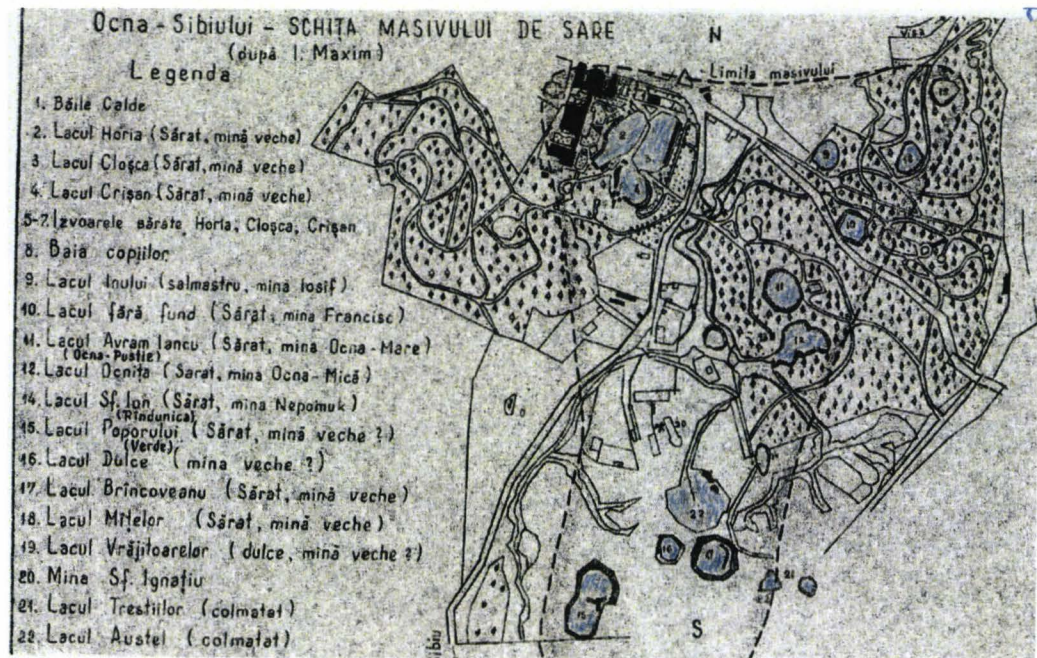 Ocna-Sibiului - SCHIȚA MASIVULUI DE SARE
(după I. Maxim)
Legenda
1. Băile Calde
2. Lacul Horia (Sărat, mină veche)
3. Lacul Cloșca (Sărat, mină veche)
4. Lacul Crișan (Sărat, mină veche)
5-7. Izvoarele sărate Horia, Cloșca, Crișan
8. Baia copiilor
9. Lacul Inului (salmastru, mina Iosif)
10. Lacul fără fund (Sărat, mina Francisc)
11. Lacul Avram Iancu (Sărat, mina Ocna-Mare)
(Ocna-Pustie)
12. Lacul Ocnița (Sarat, mina Ocna-Mică)
14. Lacul Sf. Ion (Sărat, mina Nepomuk)
(Rîndunica)
15. Lacul Poporului (Sărat, mină veche ?)
(Verde)
16. Lacul Dulce (mina veche ?)
17. Lacul Brîncoveanu (Sărat, mină veche)
18. Lacul Mîțelor (Sărat, mină veche)
19. Lacul Vrăjitoarelor (dulce, mină veche ?)
20. Mina Sf. Ignațiu
21. Lacul Trestiilor (colmatat)
22. Lacul Austel (colmatat)
N
Limita masivului
22
21
15
S